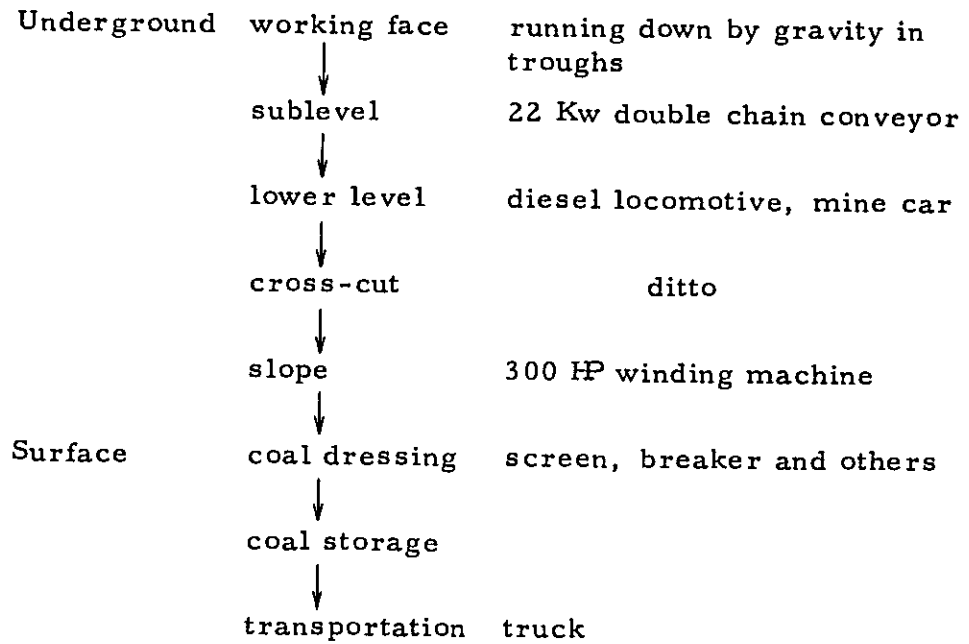 Underground working face running down by gravity in
troughs
sublevel 22 Kw double chain conveyor
lower level diesel locomotive, mine car
cross-cut ditto
slope 300 HP winding machine
Surface coal dressing screen, breaker and others
coal storage
transportation truck